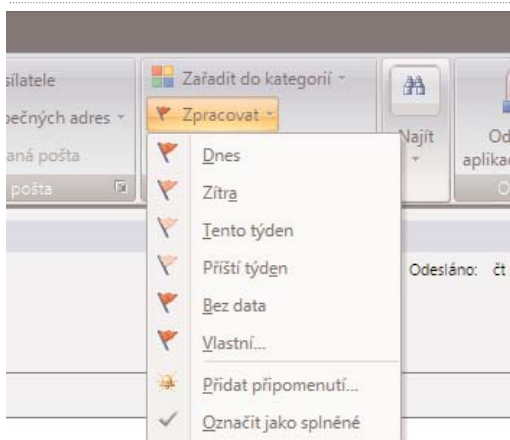 sílatele
pečných adres
aná pošta
pošta
Zařadit do kategorií
Zpracovat
Najít
Od
aplikac
O
Dnes
Zítra
Tento týden
Příští týden
Bez data
Vlastní...
Přidat připomenutí...
Označit jako splněné
Odesláno: čt